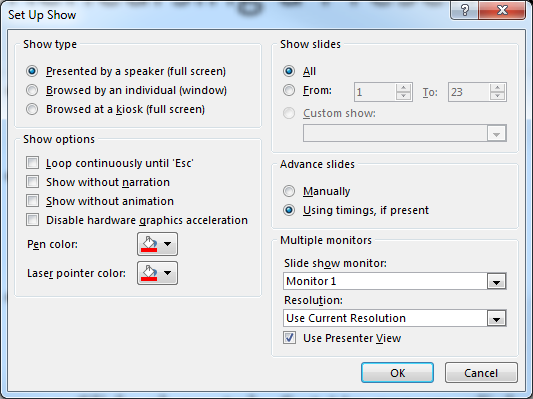 Set Up Show
Show type
Presented by a speaker (full screen)
Browsed by an individual (window)
Browsed at a kiosk (full screen)
Show options
Loop continuously until 'Esc'
Show without narration
Show without animation
Disable hardware graphics acceleration
Pen color:
Laser pointer color:
Show slides
All
From: 1 To: 23
Custom show:
Advance slides
Manually
Using timings, if present
Multiple monitors
Slide show monitor:
Monitor 1
Resolution:
Use Current Resolution
Use Presenter View
OK Cancel